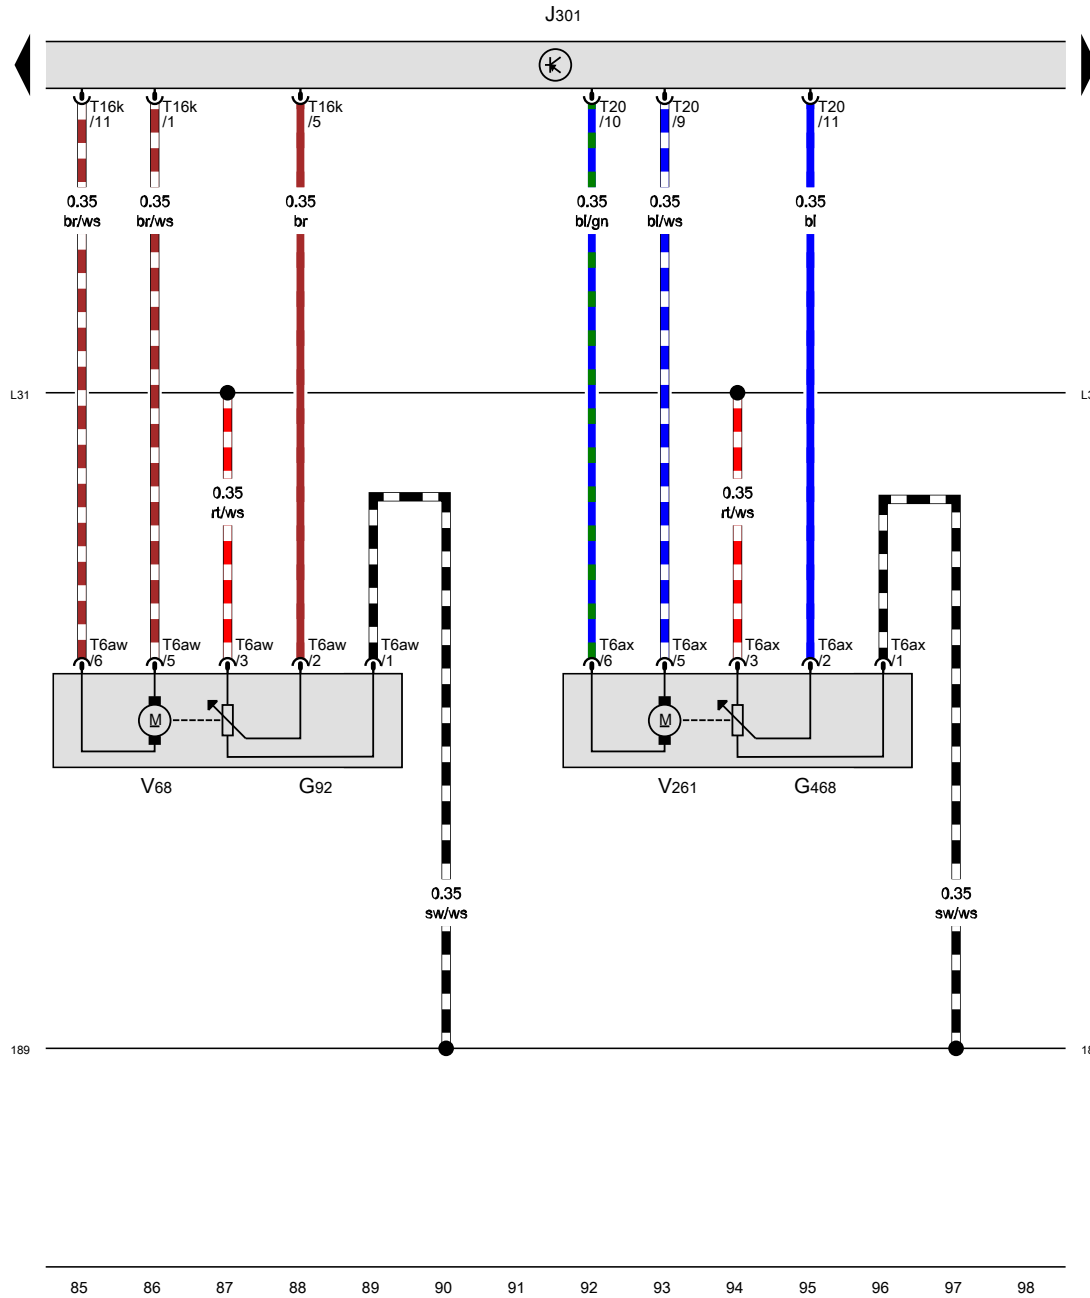 J301
T16k
/11
T16k
/1
T16k
/5
T20
/10
T20
/9
T20
/11
0.35
br/ws
0.35
br/ws
0.35
br
0.35
bl/gn
0.35
bl/ws
0.35
bl
L31
0.35
rt/ws
0.35
rt/ws
T6aw
/6
T6aw
/5
T6aw
/3
T6aw
/2
T6aw
/1
T6ax
/6
T6ax
/5
T6ax
/3
T6ax
/2
T6ax
/1
M
M
V68
G92
V261
G468
0.35
sw/ws
0.35
sw/ws
189
85 86 87 88 89 90 91 92 93 94 95 96 97 98